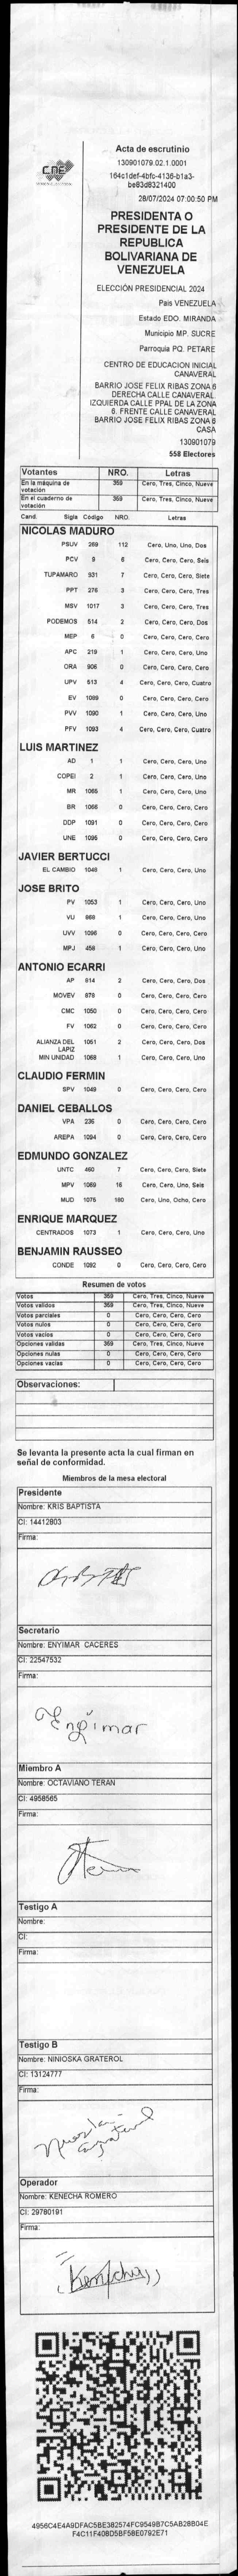 CNE
Acta de escrutinio
130901079.02.1.0001
164c1def-4bfc-4136-b1a3-
be83d8321400
28/07/2024 07:00:50 PM
PRESIDENTA O
PRESIDENTE DE LA
REPUBLICA
BOLIVARIANA DE
VENEZUELA
ELECCIÓN PRESIDENCIAL 2024
Pais VENEZUELA
Estado EDO. MIRANDA
Municipio MP. SUCRE
Parroquia PQ. PETARE
CENTRO DE EDUCACION INICIAL
CANAVERAL
BARRIO JOSE FELIX RIBAS ZONA 6
DERECHA CALLE CANAVERAL.
IZQUIERDA CALLE PPAL DE LA ZONA
6. FRENTE CALLE CANAVERAL
BARRIO JOSE FELIX RIBAS ZONA 6
CASA
130901079
558 Electores
Votantes NRO. Letras
En la máquina de votación 359 Cero, Tres, Cinco, Nueve
En el cuaderno de votación 359 Cero, Tres, Cinco, Nueve
Cand. Sigla Código NRO. Letras
NICOLAS MADURO
PSUV 269 112 Cero, Uno, Uno, Dos
PCV 9 6 Cero, Cero, Cero, Seis
TUPAMARO 931 7 Cero, Cero, Cero, Siete
PPT 276 3 Cero, Cero, Cero, Tres
MSV 1017 3 Cero, Cero, Cero, Tres
PODEMOS 514 2 Cero, Cero, Cero, Dos
MEP 6 0 Cero, Cero, Cero, Cero
APC 219 1 Cero, Cero, Cero, Uno
ORA 906 0 Cero, Cero, Cero, Cero
UPV 613 4 Cero, Cero, Cero, Cuatro
EV 1089 0 Cero, Cero, Cero, Cero
PVV 1090 1 Cero, Cero, Cero, Uno
PFV 1093 4 Cero, Cero, Cero, Cuatro
LUIS MARTINEZ
AD 1 1 Cero, Cero, Cero, Uno
COPEI 2 1 Cero, Cero, Cero, Uno
MR 1065 1 Cero, Cero, Cero, Uno
BR 1066 0 Cero, Cero, Cero, Cero
DDP 1091 0 Cero, Cero, Cero, Cero
UNE 1095 0 Cero, Cero, Cero, Cero
JAVIER BERTUCCI
EL CAMBIO 1049 1 Cero, Cero, Cero, Uno
JOSE BRITO
PV 1053 1 Cero, Cero, Cero, Uno
VU 868 1 Cero, Cero, Cero, Uno
UVV 1096 0 Cero, Cero, Cero, Cero
MPJ 458 1 Cero, Cero, Cero, Uno
ANTONIO ECARRI
AP 814 2 Cero, Cero, Cero, Dos
MOVEV 878 0 Cero, Cero, Cero, Cero
CMC 1050 0 Cero, Cero, Cero, Cero
FV 1062 0 Cero, Cero, Cero, Cero
ALIANZA DEL LAPIZ 1051 2 Cero, Cero, Cero, Dos
MIN UNIDAD 1068 1 Cero, Cero, Cero, Uno
CLAUDIO FERMIN
SPV 1048 0 Cero, Cero, Cero, Cero
DANIEL CEBALLOS
VPA 236 0 Cero, Cero, Cero, Cero
AREPA 1094 0 Cero, Cero, Cero, Cero
EDMUNDO GONZALEZ
UNTC 460 7 Cero, Cero, Cero, Siete
MPV 1069 16 Cero, Cero, Uno, Seis
MUD 1075 180 Cero, Uno, Ocho, Cero
ENRIQUE MARQUEZ
CENTRADOS 1073 1 Cero, Cero, Cero, Uno
BENJAMIN RAUSSEO
CONDE 1092 0 Cero, Cero, Cero, Cero
Resumen de votos
Votos 359 Cero, Tres, Cinco, Nueve
Votos validos 359 Cero, Tres, Cinco, Nueve
Votos parciales 0 Cero, Cero, Cero, Cero
Votos nulos 0 Cero, Cero, Cero, Cero
Votos vacios 0 Cero, Cero, Cero, Cero
Opciones validas 359 Cero, Tres, Cinco, Nueve
Opciones nulas 0 Cero, Cero, Cero, Cero
Opciones vacias 0 Cero, Cero, Cero, Cero
Observaciones:
Se levanta la presente acta la cual firman en
señal de conformidad.
Miembros de la mesa electoral
Presidente
Nombre: KRIS BAPTISTA
CI: 14412803
Firma:
Secretario
Nombre: ENYIMAR CACERES
CI: 22547532
Firma:
Engimar
Miembro A
Nombre: OCTAVIANO TERAN
CI: 4958565
Firma:
Testigo A
Nombre:
CI:
Firma:
Testigo B
Nombre: NINIOSKA GRATEROL
CI: 13124777
Firma:
Operador
Nombre: KENECHA ROMERO
CI: 29780191
Firma:
4956C4E4A9DFAC5BE382574FC9549B7C5AB28B04E
F4C11F408D5BF58E0792E71